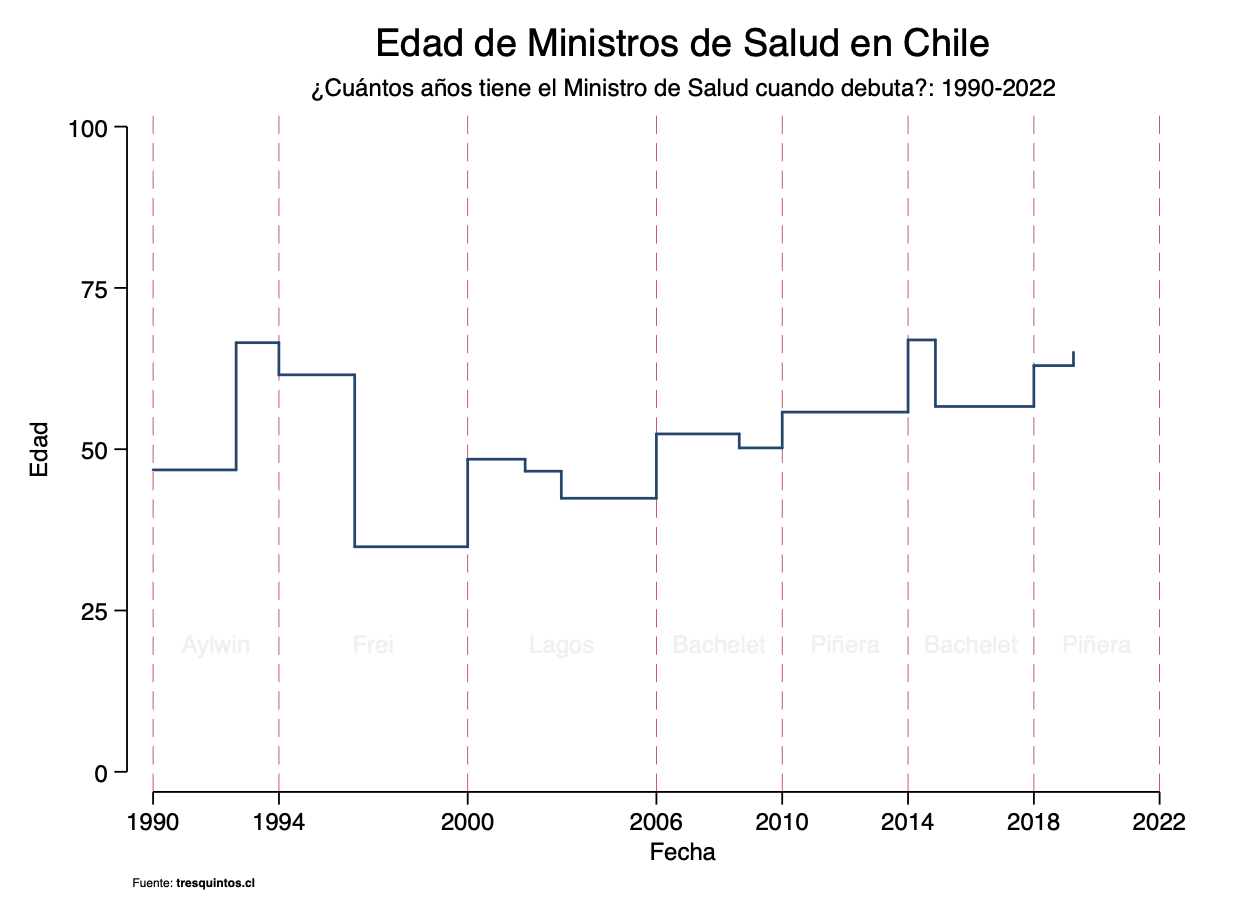 Edad de Ministros de Salud en Chile
¿Cuántos años tiene el Ministro de Salud cuando debuta?: 1990-2022
100
75
50
25
0
Edad
Aylwin Frei Lagos Bachelet Piñera Bachelet Piñera
1990 1994 2000 2006 2010 2014 2018 2022
Fecha
Fuente: tresquintos.cl